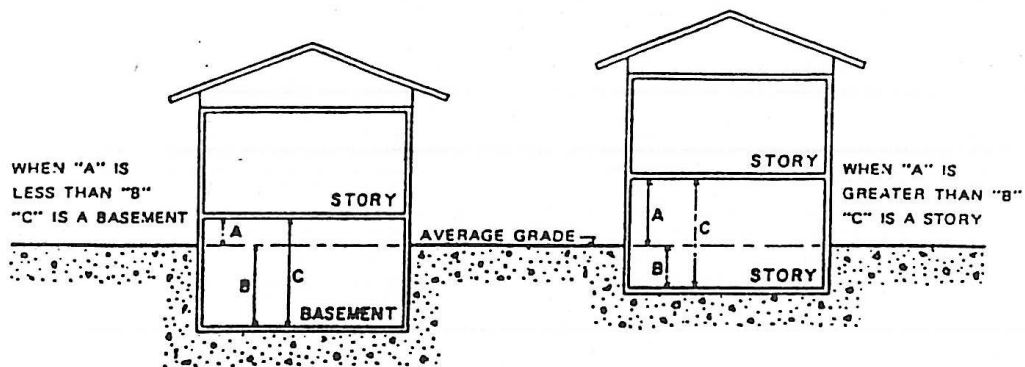 WHEN "A" IS
LESS THAN "B"
"C" IS A BASEMENT
STORY
A
B
C
BASEMENT
AVERAGE GRADE
STORY
A
C
B
STORY
WHEN "A" IS
GREATER THAN "B"
"C" IS A STORY